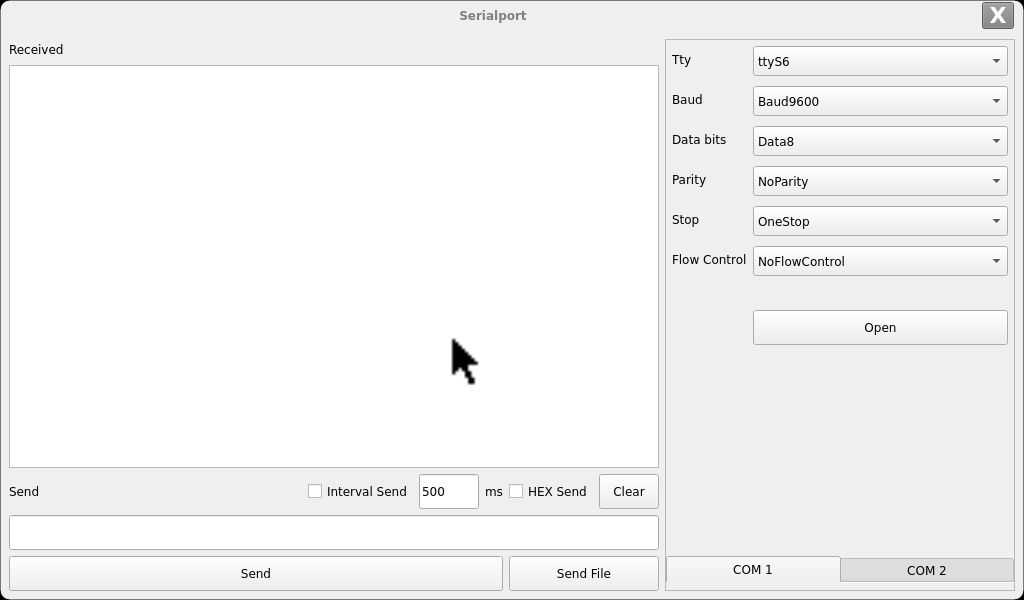 Serialport
X
Received
Tty
ttyS6
Baud
Baud9600
Data bits
Data8
Parity
NoParity
Stop
OneStop
Flow Control
NoFlowControl
Open
Send
Interval Send
500
ms
HEX Send
Clear
Send
Send File
COM 1
COM 2